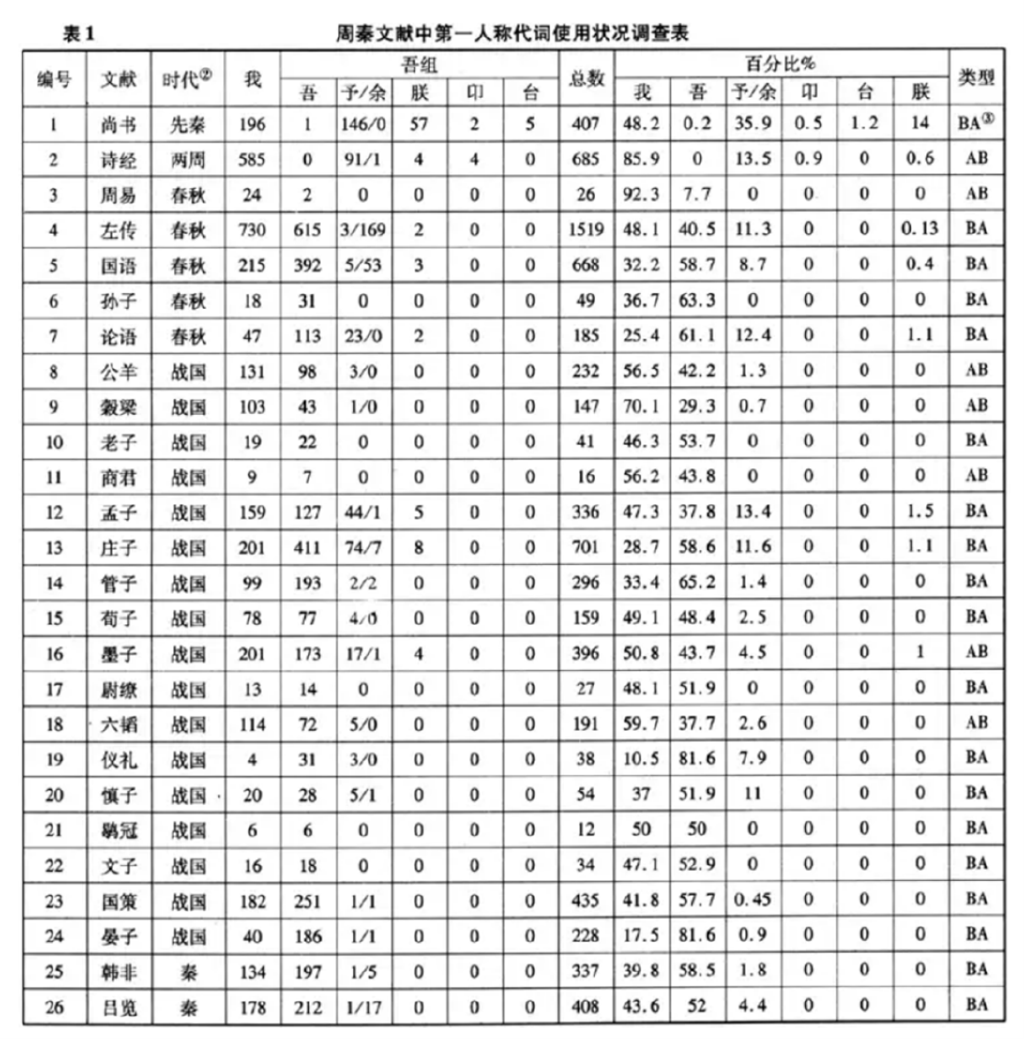 表1 周秦文献中第一人称代词使用状况调查表
编号 文献 时代② 我 吾组 总数 百分比% 类型
吾 予/余 朕 卬 台 我 吾 予/余 卬 台 朕
1 尚书 先秦 196 1 146/0 57 2 5 407 48.2 0.2 35.9 0.5 1.2 14 BA③
2 诗经 两周 585 0 91/1 4 4 0 685 85.9 0 13.5 0.9 0 0.6 AB
3 周易 春秋 24 2 0 0 0 0 26 92.3 7.7 0 0 0 0 AB
4 左传 春秋 730 615 3/169 2 0 0 1519 48.1 40.5 11.3 0 0 0.13 BA
5 国语 春秋 215 392 5/53 3 0 0 668 32.2 58.7 8.7 0 0 0.4 BA
6 孙子 春秋 18 31 0 0 0 0 49 36.7 63.3 0 0 0 0 BA
7 论语 春秋 47 113 23/0 2 0 0 185 25.4 61.1 12.4 0 0 1.1 BA
8 公羊 战国 131 98 3/0 0 0 0 232 56.5 42.2 1.3 0 0 0 AB
9 穀梁 战国 103 43 1/0 0 0 0 147 70.1 29.3 0.7 0 0 0 AB
10 老子 战国 19 22 0 0 0 0 41 46.3 53.7 0 0 0 0 BA
11 商君 战国 9 7 0 0 0 0 16 56.2 43.8 0 0 0 0 AB
12 孟子 战国 159 127 44/1 5 0 0 336 47.3 37.8 13.4 0 0 1.5 BA
13 庄子 战国 201 411 74/7 8 0 0 701 28.7 58.6 11.6 0 0 1.1 BA
14 管子 战国 99 193 2/2 0 0 0 296 33.4 65.2 1.4 0 0 0 BA
15 荀子 战国 78 77 4/0 0 0 0 159 49.1 48.4 2.5 0 0 0 BA
16 墨子 战国 201 173 17/1 4 0 0 396 50.8 43.7 4.5 0 0 1 AB
17 尉缭 战国 13 14 0 0 0 0 27 48.1 51.9 0 0 0 0 BA
18 六韬 战国 114 72 5/0 0 0 0 191 59.7 37.7 2.6 0 0 0 AB
19 仪礼 战国 4 31 3/0 0 0 0 38 10.5 81.6 7.9 0 0 0 BA
20 慎子 战国 20 28 5/1 0 0 0 54 37 51.9 11 0 0 0 BA
21 鹖冠 战国 6 6 0 0 0 0 12 50 50 0 0 0 0 BA
22 文子 战国 16 18 0 0 0 0 34 47.1 52.9 0 0 0 0 BA
23 国策 战国 182 251 1/1 0 0 0 435 41.8 57.7 0.45 0 0 0 BA
24 晏子 战国 40 186 1/1 0 0 0 228 17.5 81.6 0.9 0 0 0 BA
25 韩非 秦 134 197 1/5 0 0 0 337 39.8 58.5 1.8 0 0 0 BA
26 吕览 秦 178 212 1/17 0 0 0 408 43.6 52 4.4 0 0 0 BA